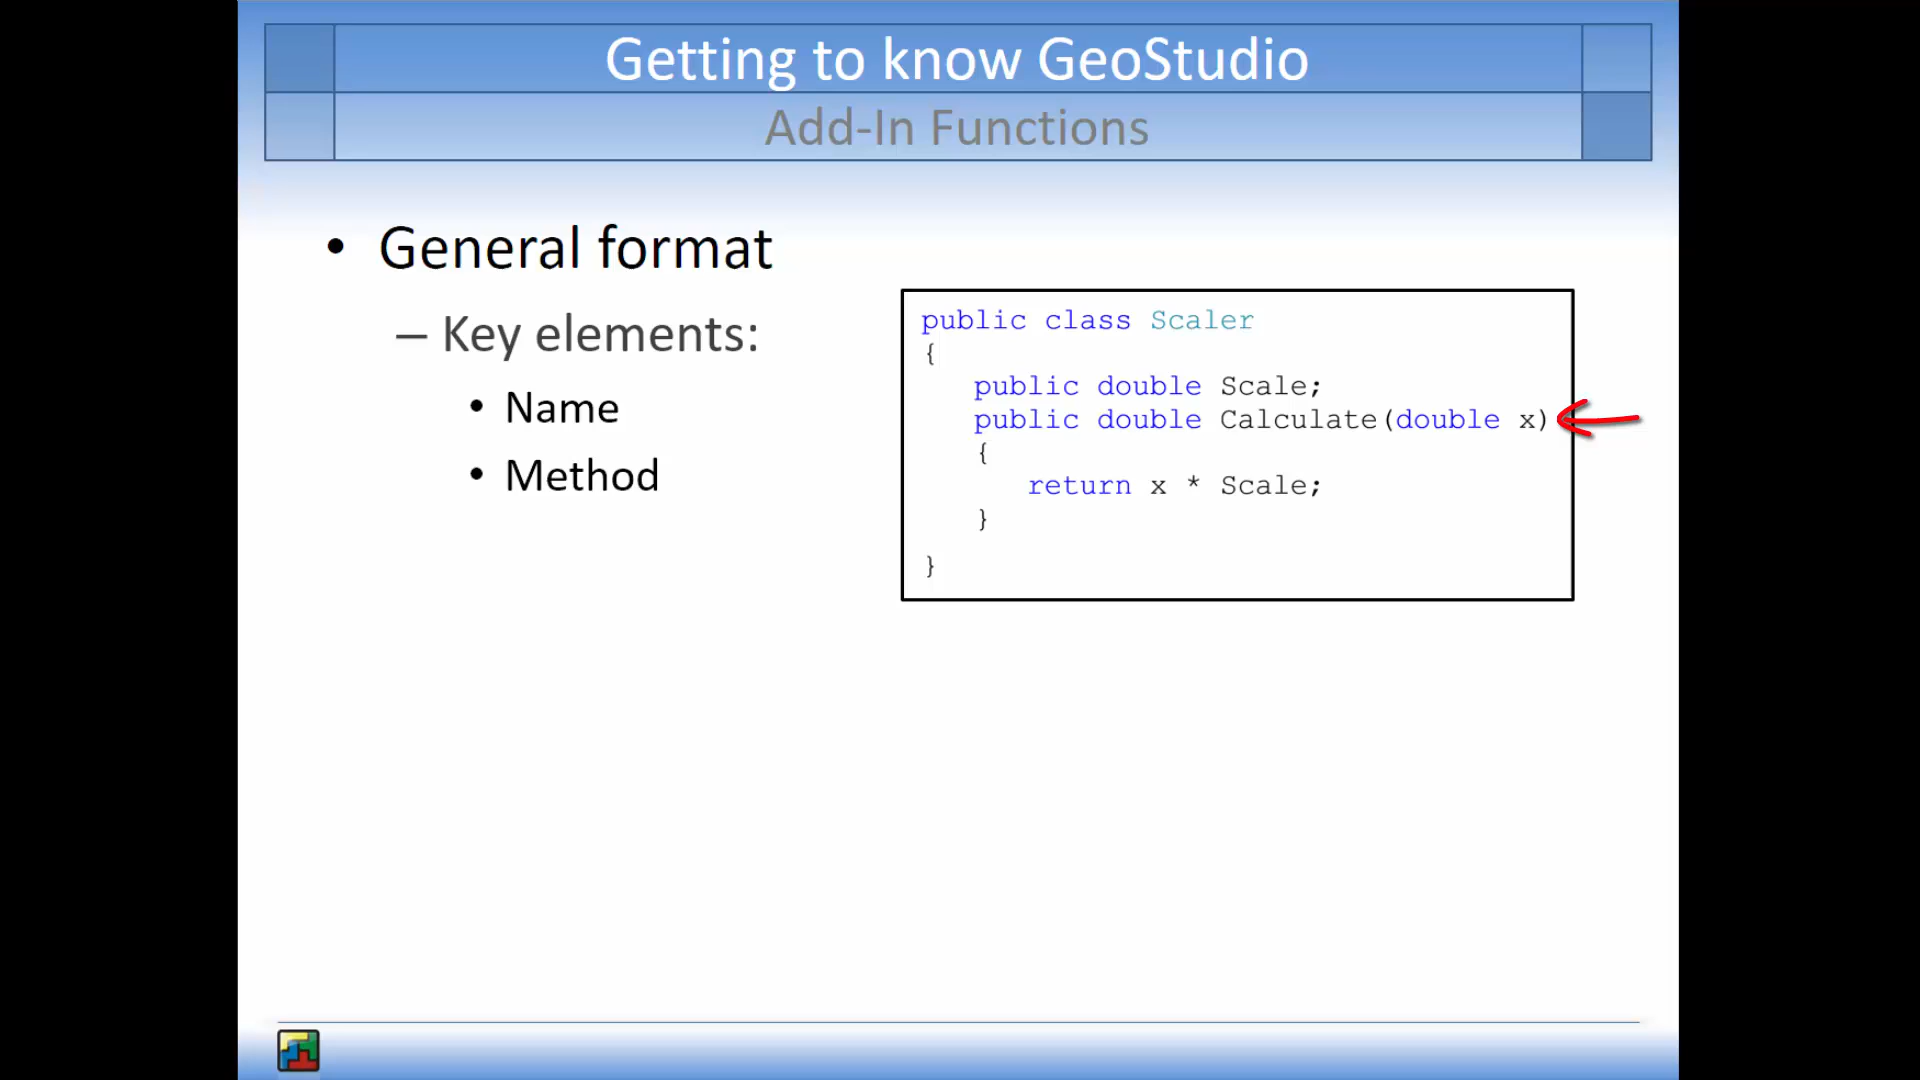 Getting to know GeoStudio
Add-In Functions
• General format
– Key elements:
• Name
• Method
public class Scaler
{
public double Scale;
public double Calculate(double x)
{
return x * Scale;
}
}